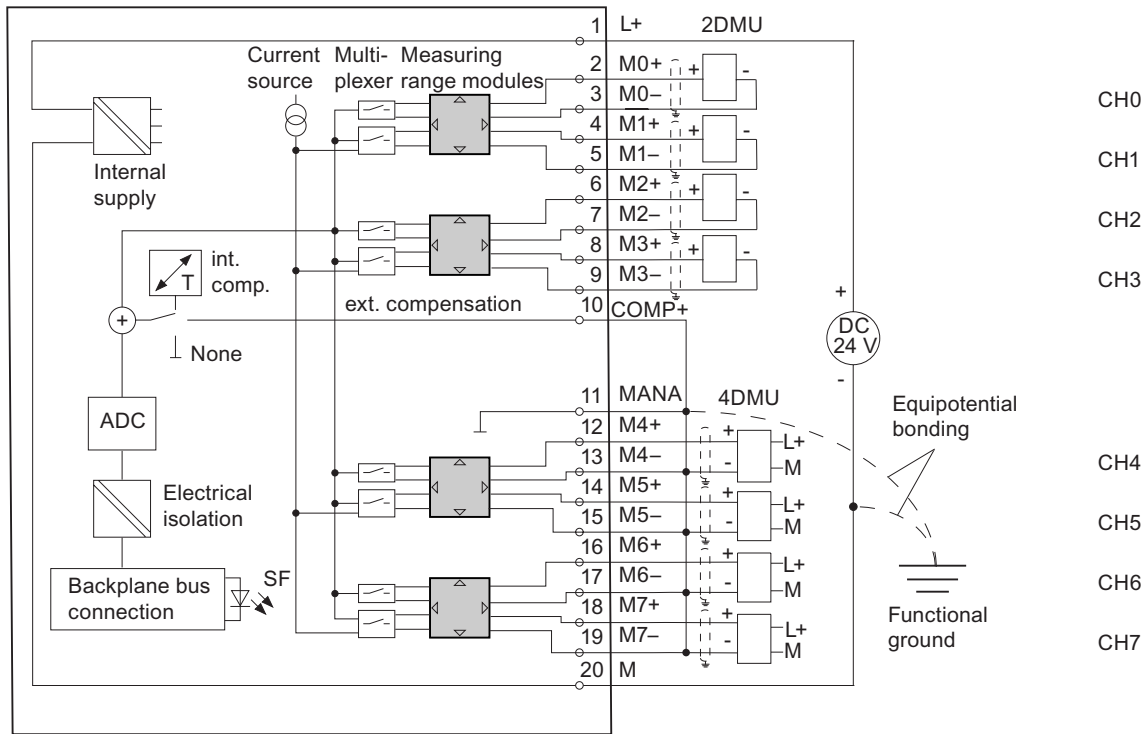 1 L+ 2DMU
Current source
Multi-plexer
Measuring range modules
2 M0+ + -
3 M0– CH0
4 M1+ + -
5 M1– CH1
Internal supply
6 M2+ + -
7 M2– CH2
8 M3+ + -
9 M3– CH3
T int. comp.
ext. compensation
10 COMP+
+
None
+
DC 24 V
-
11 MANA 4DMU
Equipotential bonding
ADC
12 M4+ + L+
13 M4– - M CH4
14 M5+ + L+
15 M5– - M CH5
Electrical isolation
16 M6+ + L+
17 M6– - M CH6
Backplane bus connection
SF
18 M7+ + L+
19 M7– - M CH7
Functional ground
20 M